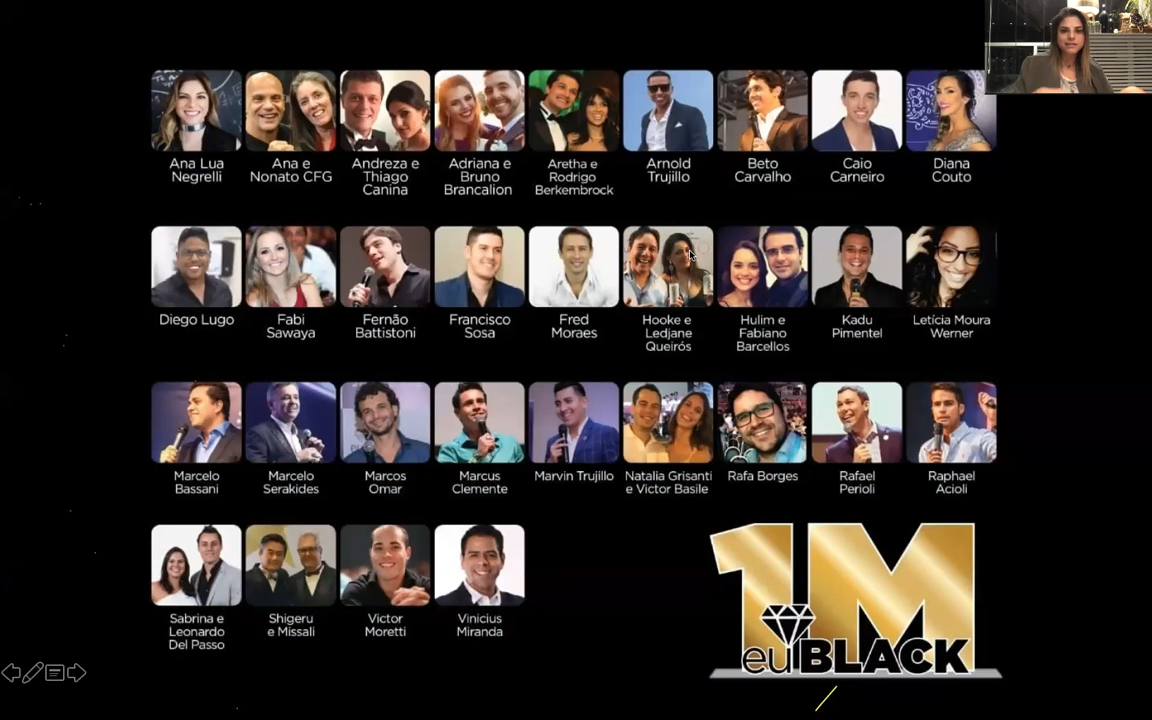 Ana Lua
Negrelli
Ana e
Nonato CFG
Andreza e
Thiago
Canina
Adriana e
Bruno
Brancalion
Aretha e
Rodrigo
Berkembrock
Arnold
Trujillo
Beto
Carvalho
Caio
Carneiro
Diana
Couto
Diego Lugo
Fabi
Sawaya
Fernão
Battistoni
Francisco
Sosa
Fred
Moraes
Hooke e
Ledjane
Queirós
Hulim e
Fabiano
Barcellos
Kadu
Pimentel
Letícia Moura
Werner
Marcelo
Bassani
Marcelo
Serakides
Marcos
Omar
Marcus
Clemente
Marvin Trujillo
Natalia Grisanti
e Victor Basile
Rafa Borges
Rafael
Perioli
Raphael
Acioli
Sabrina e
Leonardo
Del Passo
Shigeru
e Missali
Victor
Moretti
Vinicius
Miranda
1M
euBLACK